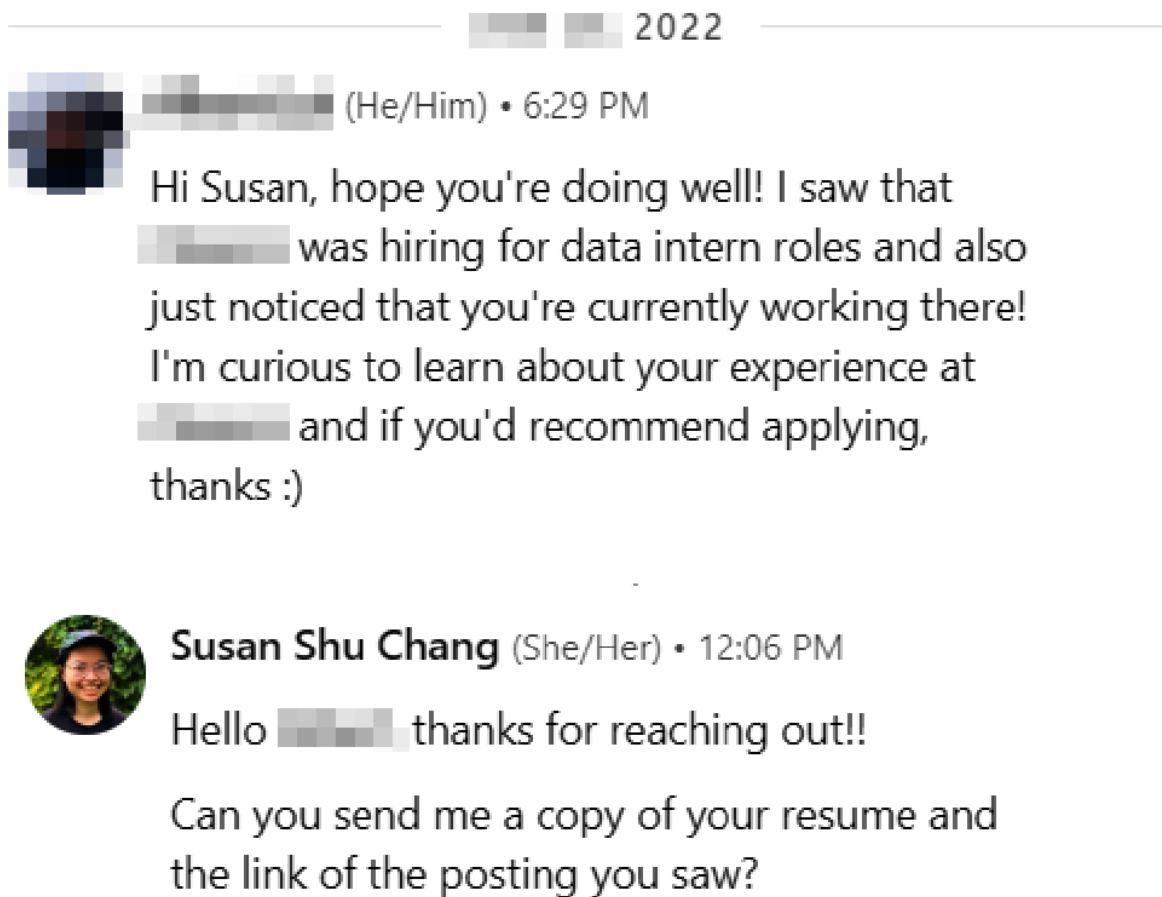 2022
(He/Him) • 6:29 PM
Hi Susan, hope you're doing well! I saw that
was hiring for data intern roles and also
just noticed that you're currently working there!
I'm curious to learn about your experience at
and if you'd recommend applying,
thanks :)
Susan Shu Chang (She/Her) • 12:06 PM
Hello thanks for reaching out!!
Can you send me a copy of your resume and
the link of the posting you saw?